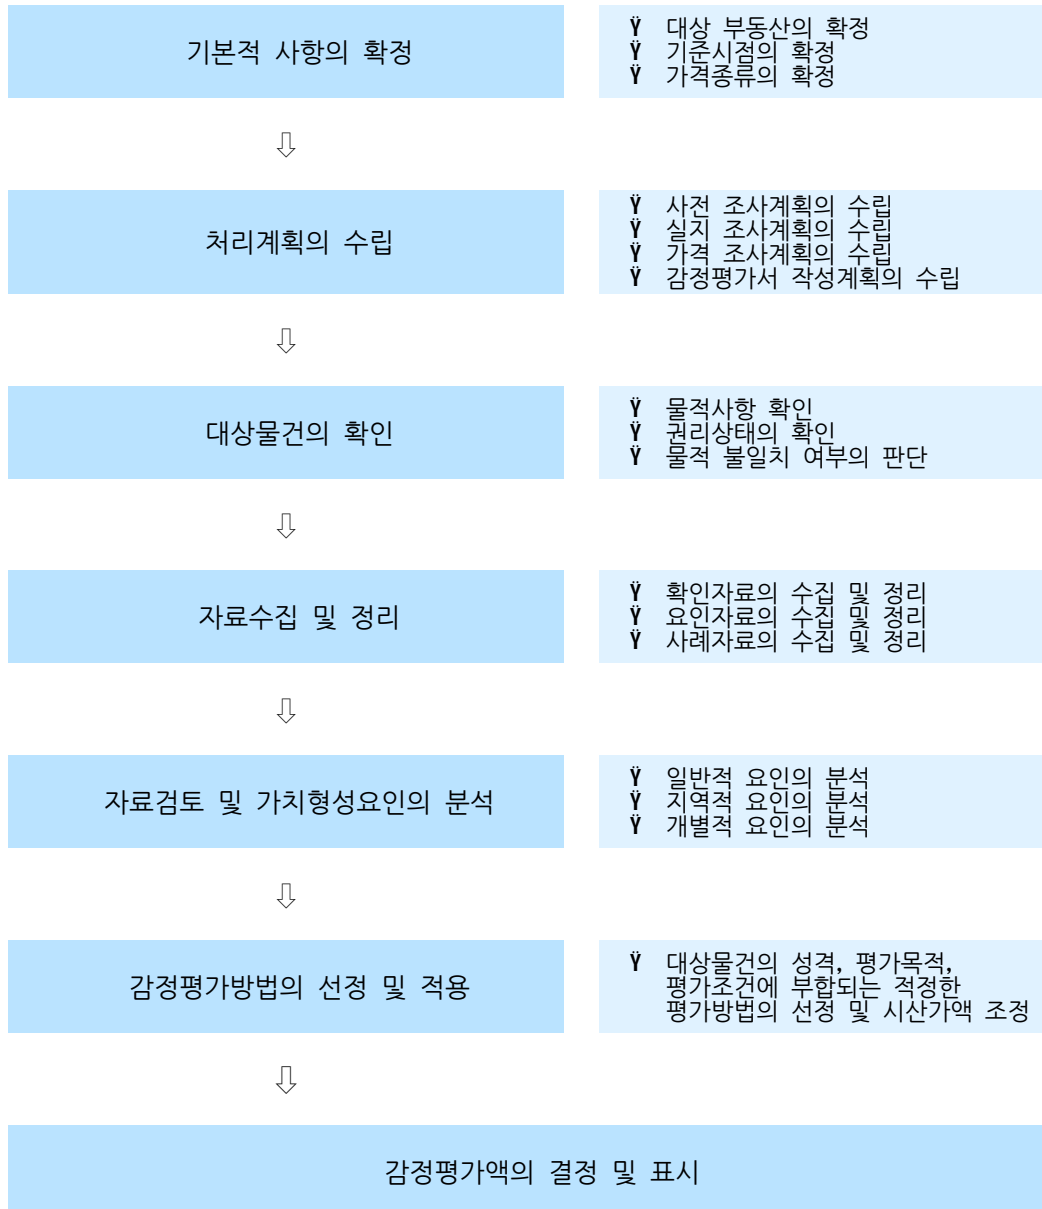 기본적 사항의 확정
Ÿ 대상 부동산의 확정
Ÿ 기준시점의 확정
Ÿ 가격종류의 확정
⇩
처리계획의 수립
Ÿ 사전 조사계획의 수립
Ÿ 실지 조사계획의 수립
Ÿ 가격 조사계획의 수립
Ÿ 감정평가서 작성계획의 수립
⇩
대상물건의 확인
Ÿ 물적사항 확인
Ÿ 권리상태의 확인
Ÿ 물적 불일치 여부의 판단
⇩
자료수집 및 정리
Ÿ 확인자료의 수집 및 정리
Ÿ 요인자료의 수집 및 정리
Ÿ 사례자료의 수집 및 정리
⇩
자료검토 및 가치형성요인의 분석
Ÿ 일반적 요인의 분석
Ÿ 지역적 요인의 분석
Ÿ 개별적 요인의 분석
⇩
감정평가방법의 선정 및 적용
Ÿ 대상물건의 성격, 평가목적,
평가조건에 부합되는 적정한
평가방법의 선정 및 시산가액 조정
⇩
감정평가액의 결정 및 표시